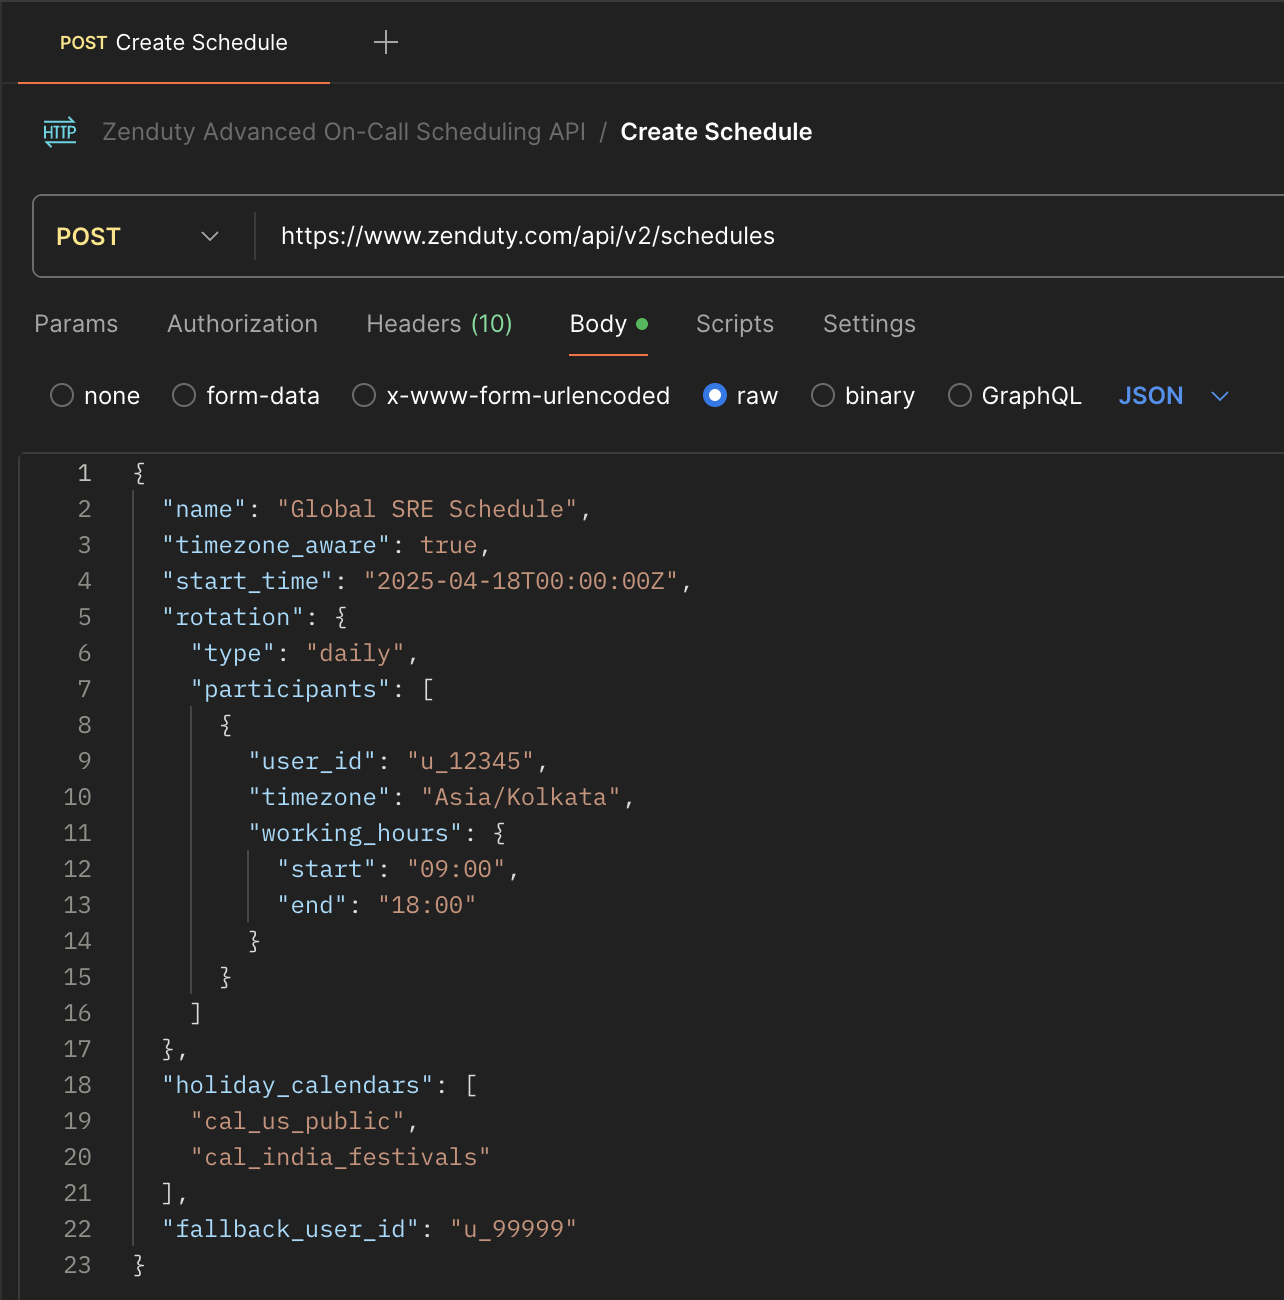 POST Create Schedule
HTTP Zenduty Advanced On-Call Scheduling API / Create Schedule
POST https://www.zenduty.com/api/v2/schedules
Params Authorization Headers (10) Body Scripts Settings
none form-data x-www-form-urlencoded raw binary GraphQL JSON
1 {
2 "name": "Global SRE Schedule",
3 "timezone_aware": true,
4 "start_time": "2025-04-18T00:00:00Z",
5 "rotation": {
6 "type": "daily",
7 "participants": [
8 {
9 "user_id": "u_12345",
10 "timezone": "Asia/Kolkata",
11 "working_hours": {
12 "start": "09:00",
13 "end": "18:00"
14 }
15 }
16 ]
17 },
18 "holiday_calendars": [
19 "cal_us_public",
20 "cal_india_festivals"
21 ],
22 "fallback_user_id": "u_99999"
23 }